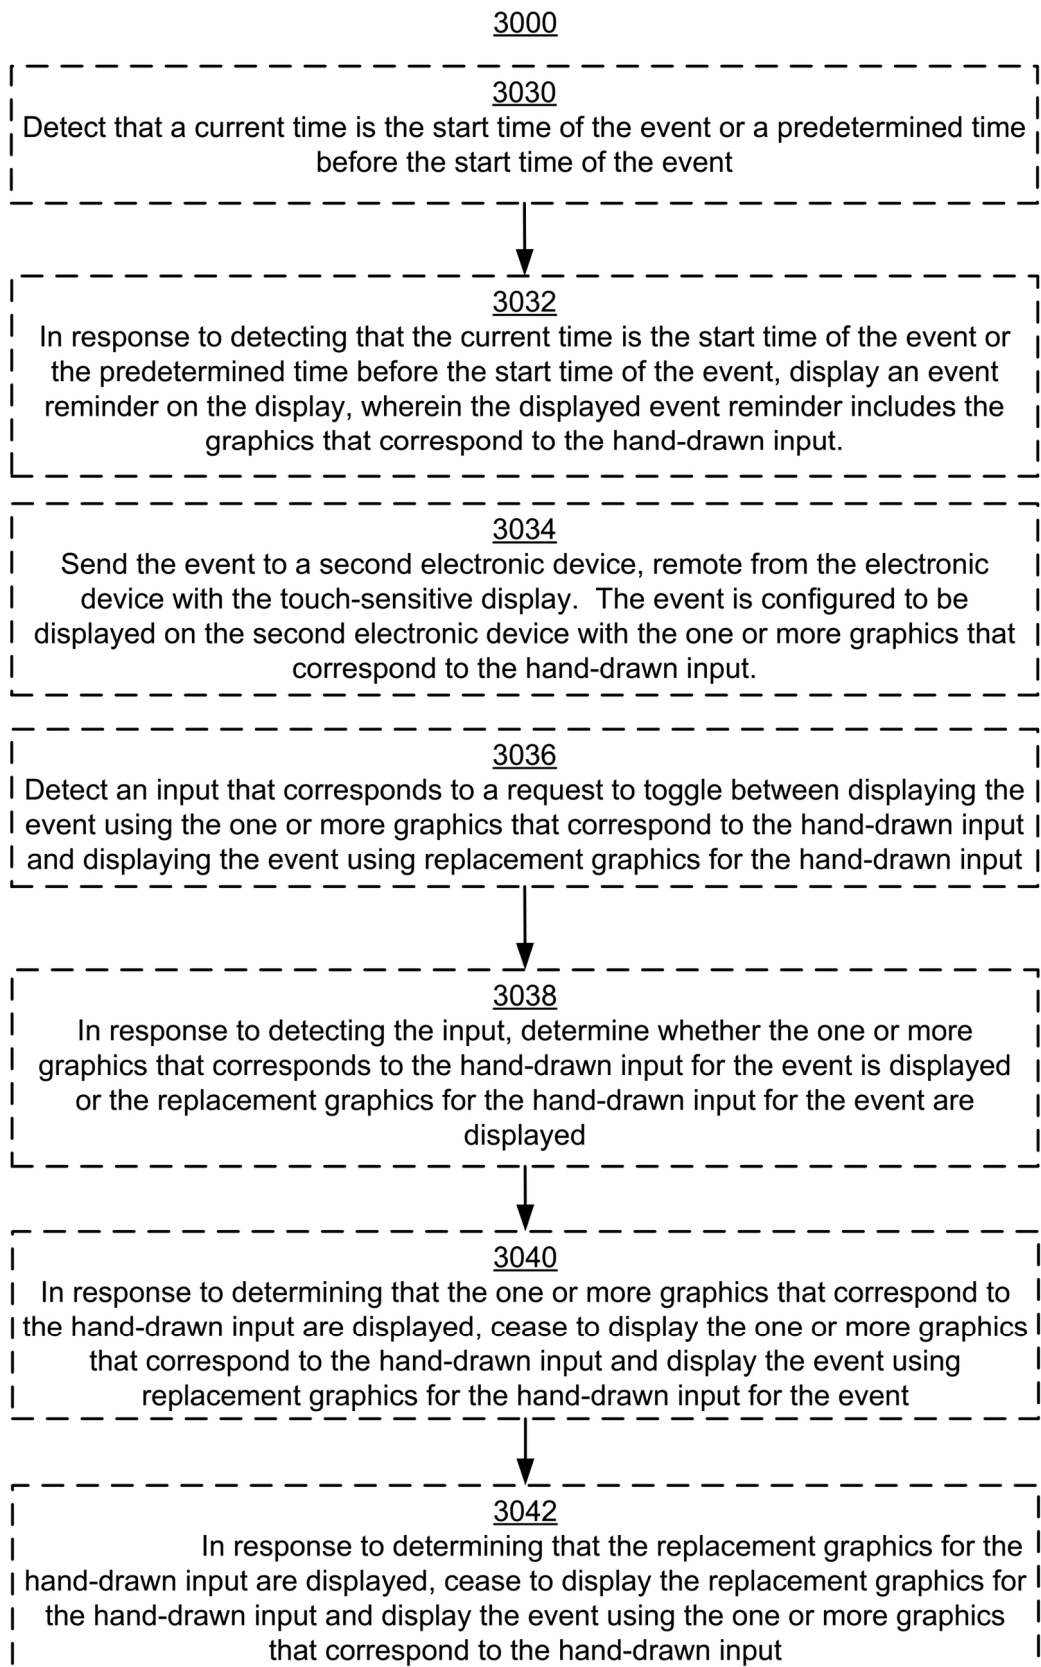 3000
3030
Detect that a current time is the start time of the event or a predetermined time
before the start time of the event
3032
In response to detecting that the current time is the start time of the event or
the predetermined time before the start time of the event, display an event
reminder on the display, wherein the displayed event reminder includes the
graphics that correspond to the hand-drawn input.
3034
Send the event to a second electronic device, remote from the electronic
device with the touch-sensitive display.  The event is configured to be
displayed on the second electronic device with the one or more graphics that
correspond to the hand-drawn input.
3036
Detect an input that corresponds to a request to toggle between displaying the
event using the one or more graphics that correspond to the hand-drawn input
and displaying the event using replacement graphics for the hand-drawn input
3038
In response to detecting the input, determine whether the one or more
graphics that corresponds to the hand-drawn input for the event is displayed
or the replacement graphics for the hand-drawn input for the event are
displayed
3040
In response to determining that the one or more graphics that correspond to
the hand-drawn input are displayed, cease to display the one or more graphics
that correspond to the hand-drawn input and display the event using
replacement graphics for the hand-drawn input for the event
3042
In response to determining that the replacement graphics for the
hand-drawn input are displayed, cease to display the replacement graphics for
the hand-drawn input and display the event using the one or more graphics
that correspond to the hand-drawn input